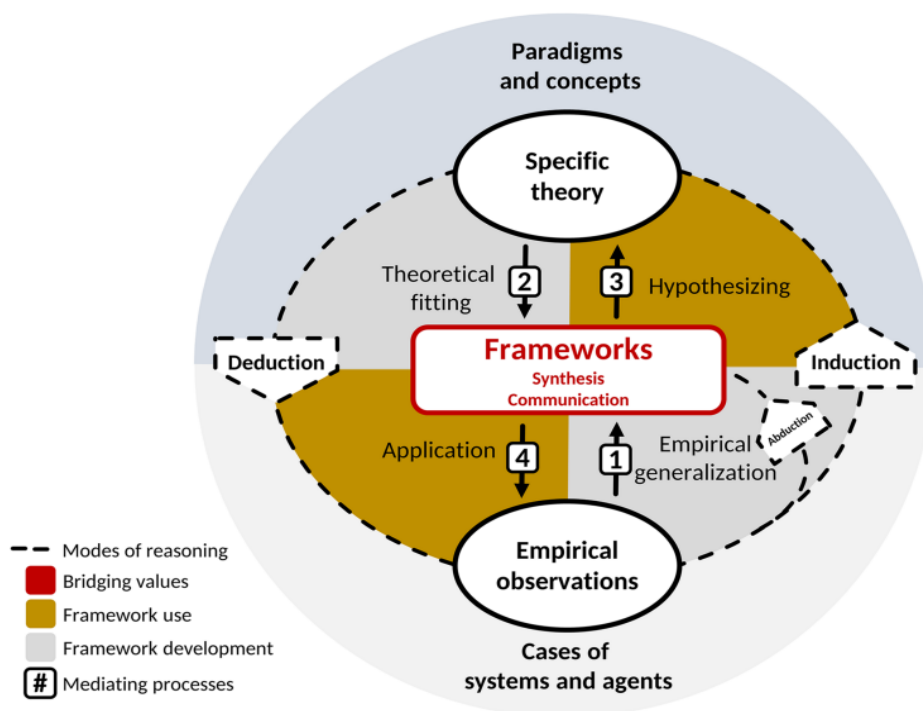 Paradigms
and concepts
Specific
theory
Theoretical
fitting
2
3
Hypothesizing
Deduction
Frameworks
Synthesis
Communication
Induction
Abduction
Application
4
1
Empirical
generalization
Empirical
observations
Modes of reasoning
Bridging values
Framework use
Framework development
# Mediating processes
Cases of
systems and agents